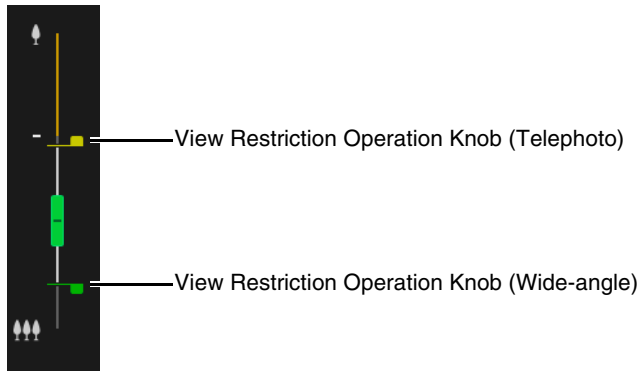 View Restriction Operation Knob (Telephoto)
View Restriction Operation Knob (Wide-angle)